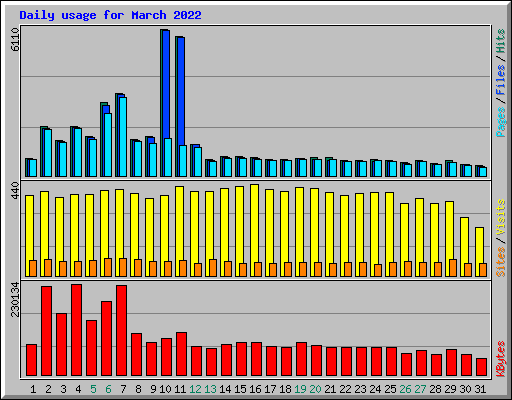 Daily usage for March 2022
6110
Pages / Files / Hits
440
Sites / Visits
230134
KBytes
1 2 3 4 5 6 7 8 9 10 11 12 13 14 15 16 17 18 19 20 21 22 23 24 25 26 27 28 29 30 31